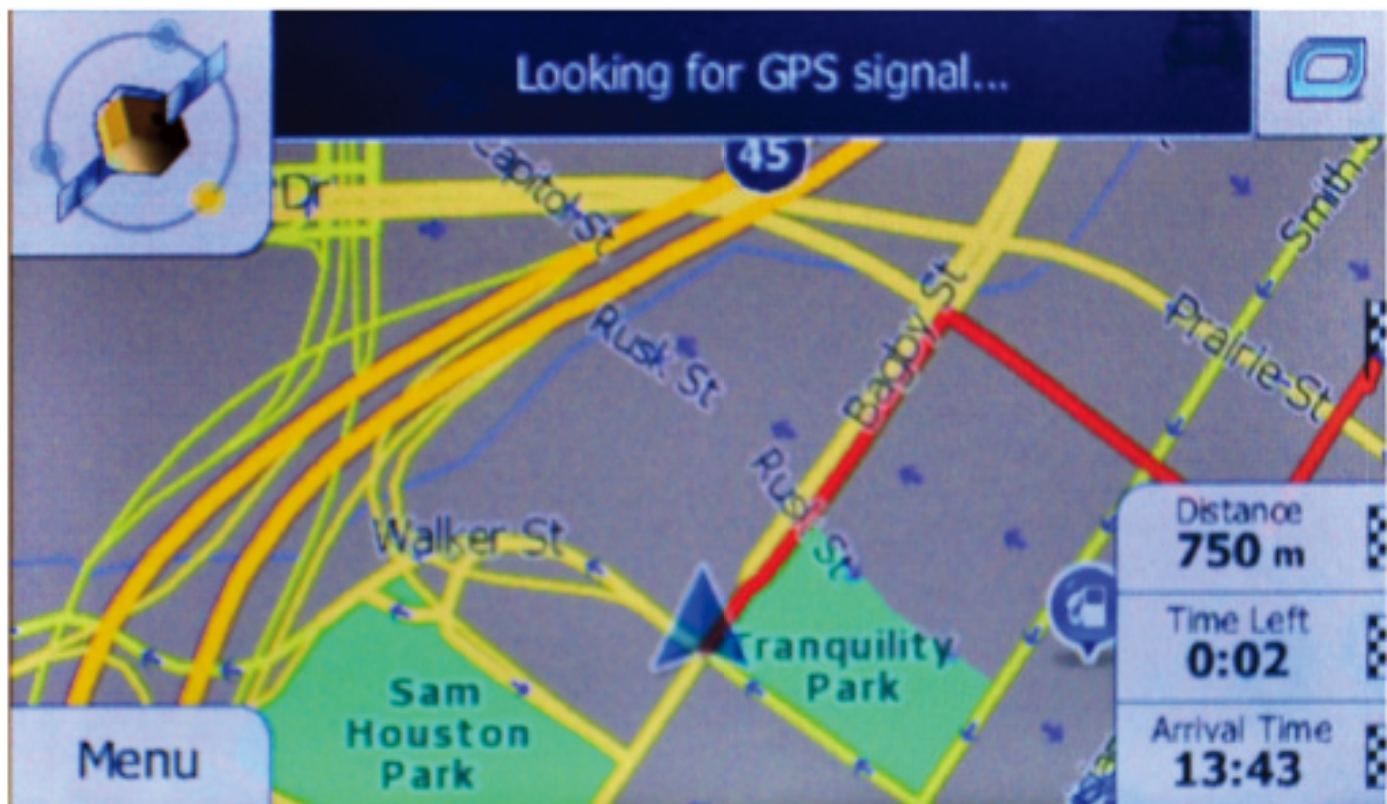 Looking for GPS signal...
45
Dr
Capitol St
Smith S
Bagby St
Prairie St
Rusk St
Rusk St
Walker St
Distance
750 m
Time Left
0:02
Arrival Time
13:43
Tranquility
Park
Sam
Houston
Park
Menu